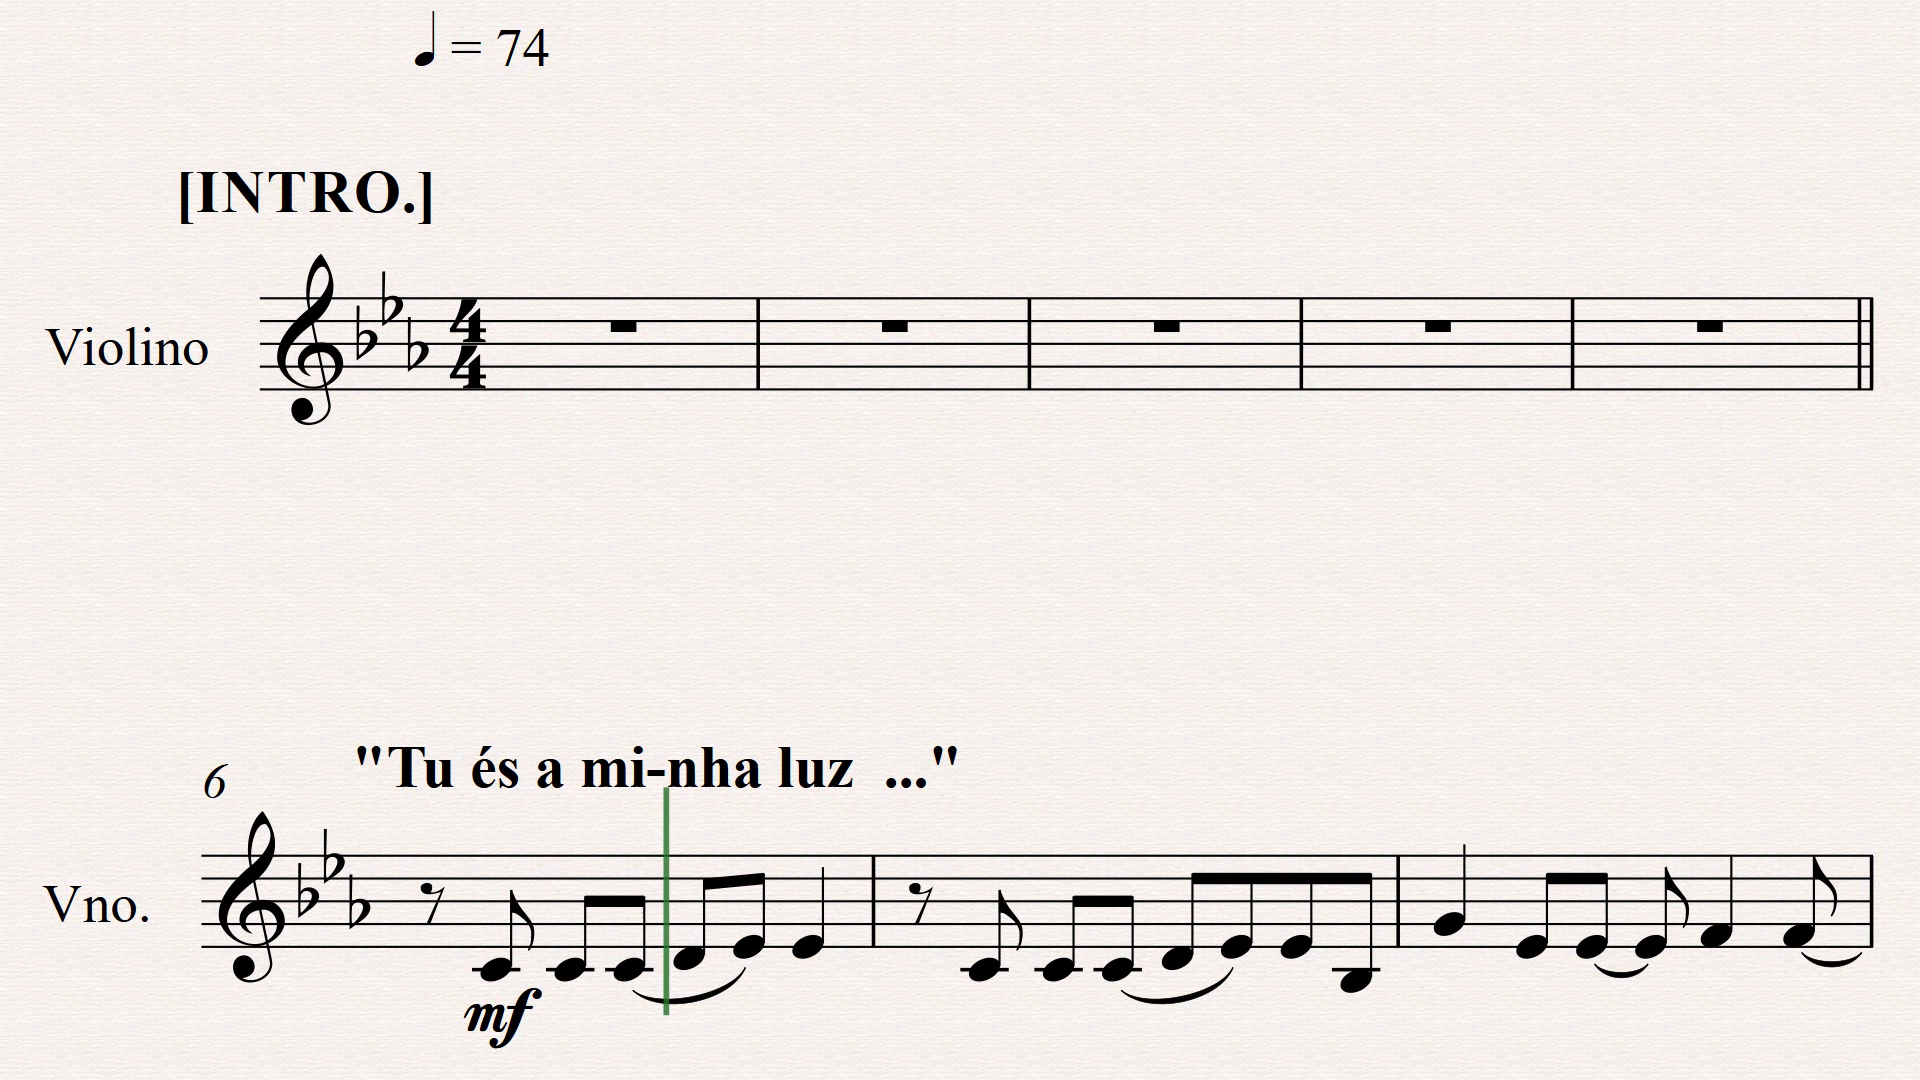 ♩ = 74
[INTRO.]
Violino
"Tu és a mi-nha luz ..."
6
Vno.
mf